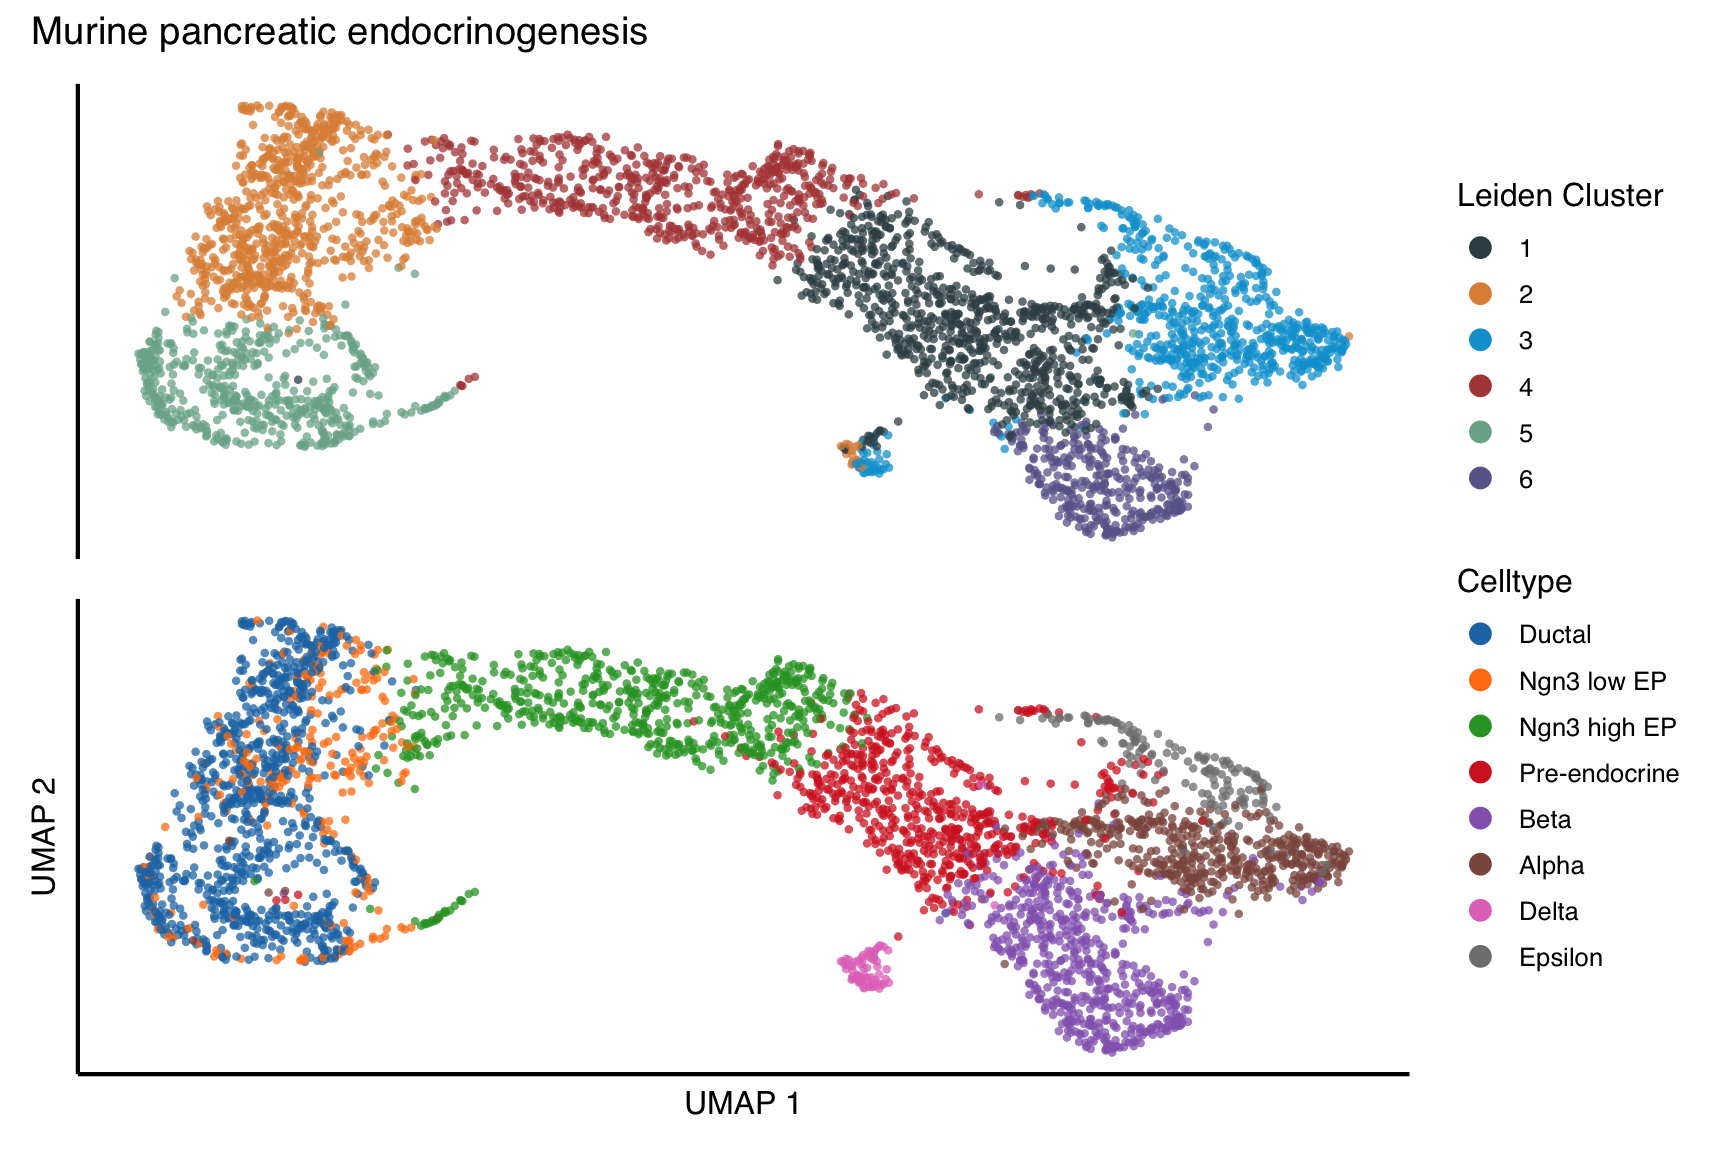 Murine pancreatic endocrinogenesis
Leiden Cluster
1
2
3
4
5
6
Celltype
Ductal
Ngn3 low EP
Ngn3 high EP
Pre-endocrine
Beta
Alpha
Delta
Epsilon
UMAP 2
UMAP 1